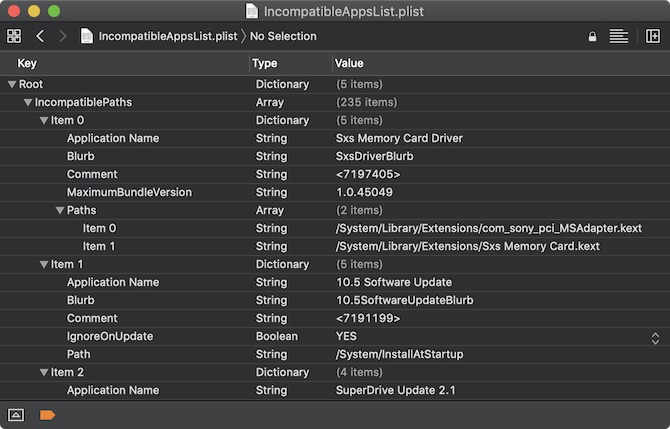 IncompatibleAppsList.plist
IncompatibleAppsList.plist No Selection
Key Type Value
Root Dictionary (5 items)
IncompatiblePaths Array (235 items)
Item 0 Dictionary (5 items)
Application Name String Sxs Memory Card Driver
Blurb String SxsDriverBlurb
Comment String <7197405>
MaximumBundleVersion String 1.0.45049
Paths Array (2 items)
Item 0 String /System/Library/Extensions/com_sony_pci_MSAdapter.kext
Item 1 String /System/Library/Extensions/Sxs Memory Card.kext
Item 1 Dictionary (5 items)
Application Name String 10.5 Software Update
Blurb String 10.5SoftwareUpdateBlurb
Comment String <7191199>
IgnoreOnUpdate Boolean YES
Path String /System/InstallAtStartup
Item 2 Dictionary (4 items)
Application Name String SuperDrive Update 2.1